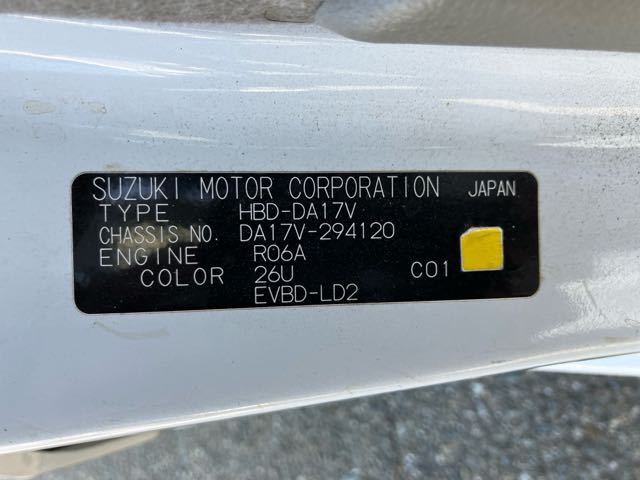 SUZUKI MOTOR CORPORATION JAPAN
TYPE HBD-DA17V
CHASSIS NO. DA17V-294120
ENGINE R06A
COLOR 26U C01
EVBD-LD2